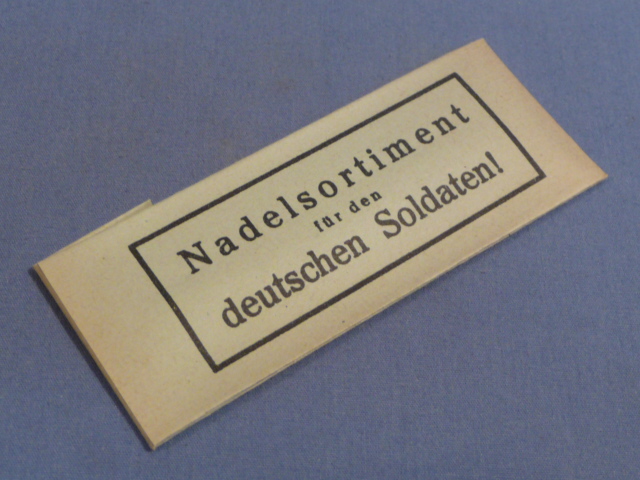 Nadelsortiment
für den
deutschen Soldaten!